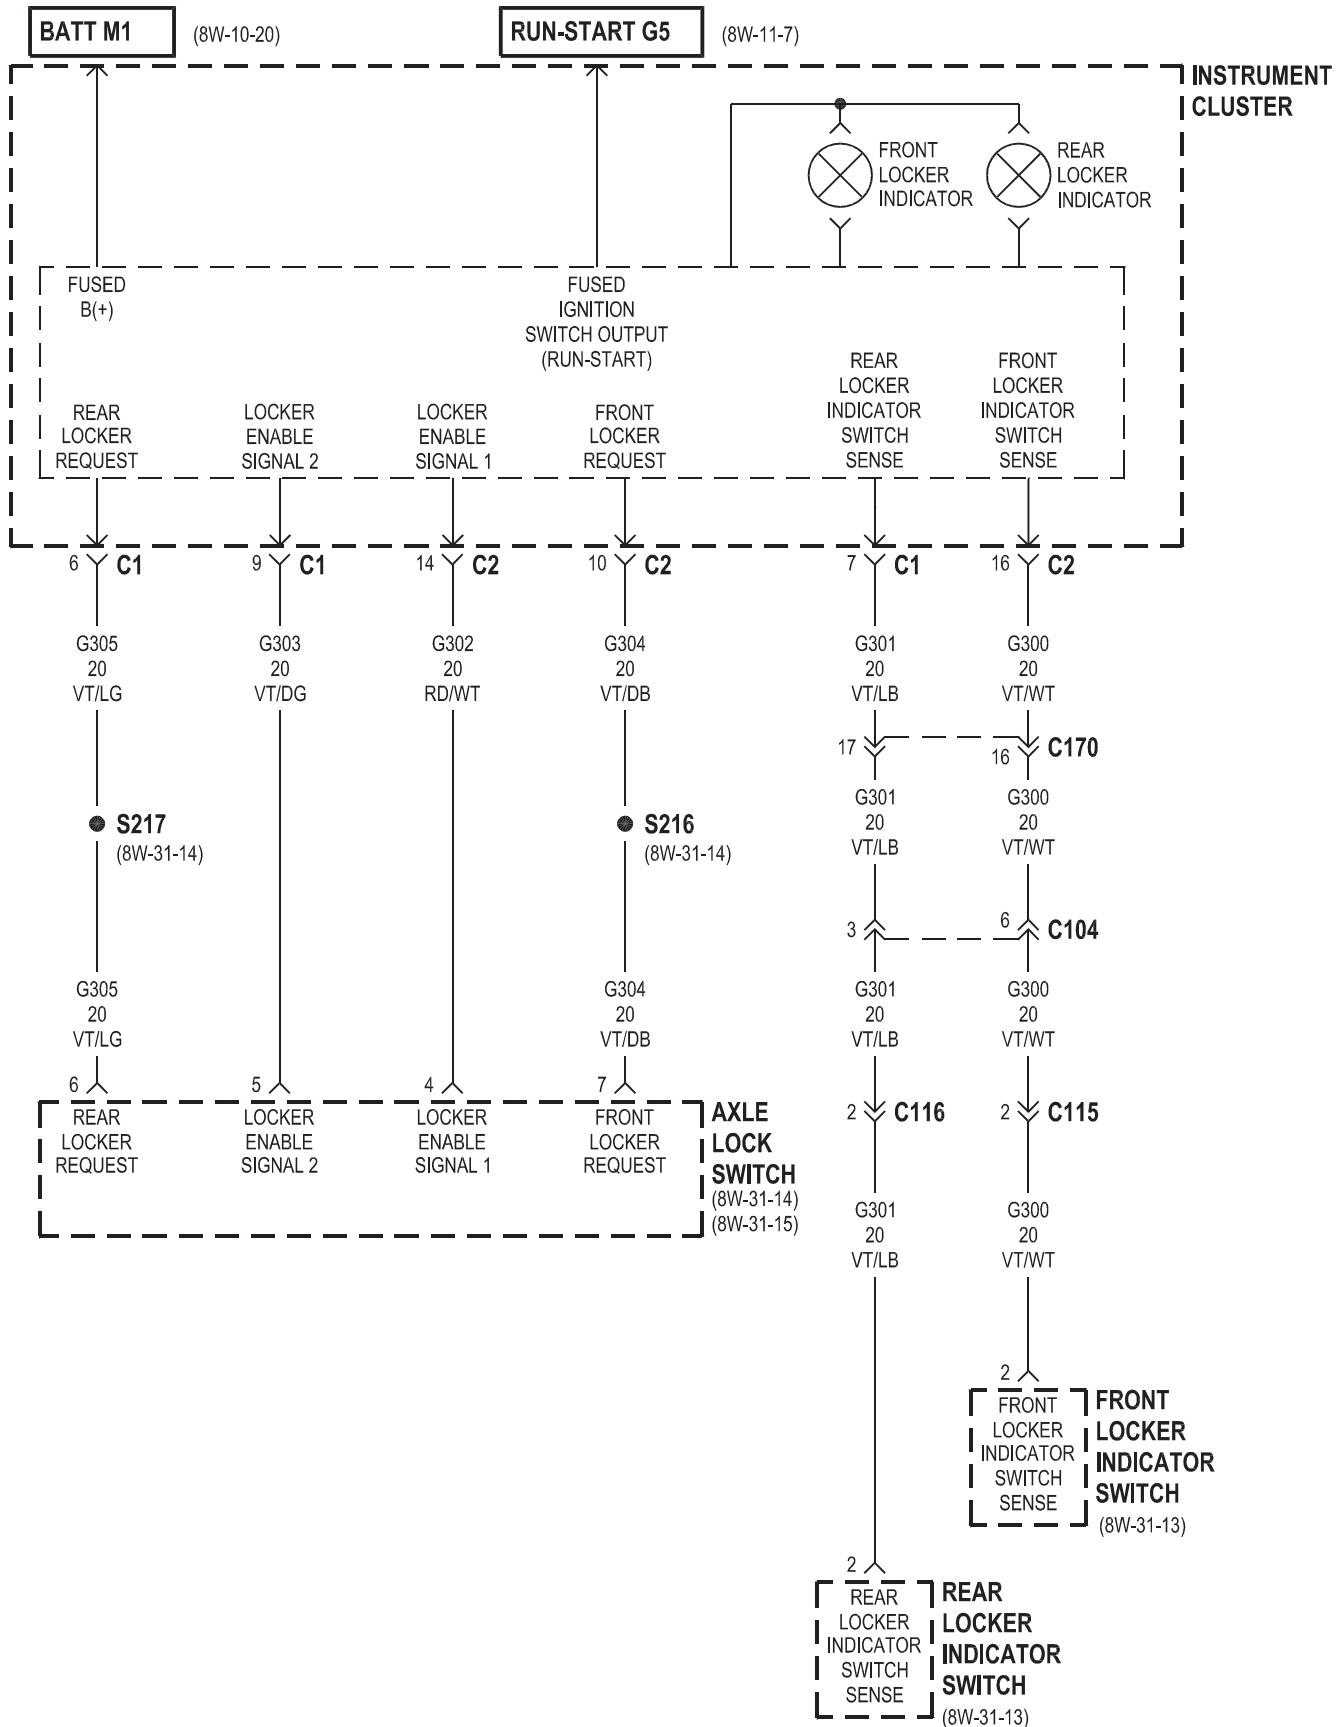 BATT M1 (8W-10-20) RUN-START G5 (8W-11-7)
INSTRUMENT
CLUSTER
FRONT
LOCKER
INDICATOR
REAR
LOCKER
INDICATOR
FUSED
B(+)
FUSED
IGNITION
SWITCH OUTPUT
(RUN-START)
REAR
LOCKER
REQUEST
LOCKER
ENABLE
SIGNAL 2
LOCKER
ENABLE
SIGNAL 1
FRONT
LOCKER
REQUEST
REAR
LOCKER
INDICATOR
SWITCH
SENSE
FRONT
LOCKER
INDICATOR
SWITCH
SENSE
6 C1 9 C1 14 C2 10 C2 7 C1 16 C2
G305
20
VT/LG
G303
20
VT/DG
G302
20
RD/WT
G304
20
VT/DB
G301
20
VT/LB
G300
20
VT/WT
17 16 C170
G301
20
VT/LB
G300
20
VT/WT
S217
(8W-31-14)
S216
(8W-31-14)
3 6 C104
G305
20
VT/LG
G304
20
VT/DB
G301
20
VT/LB
G300
20
VT/WT
6 5 4 7
REAR
LOCKER
REQUEST
LOCKER
ENABLE
SIGNAL 2
LOCKER
ENABLE
SIGNAL 1
FRONT
LOCKER
REQUEST
AXLE
LOCK
SWITCH
(8W-31-14)
(8W-31-15)
2 C116 2 C115
G301
20
VT/LB
G300
20
VT/WT
2
FRONT
LOCKER
INDICATOR
SWITCH
SENSE
FRONT
LOCKER
INDICATOR
SWITCH
(8W-31-13)
2
REAR
LOCKER
INDICATOR
SWITCH
SENSE
REAR
LOCKER
INDICATOR
SWITCH
(8W-31-13)